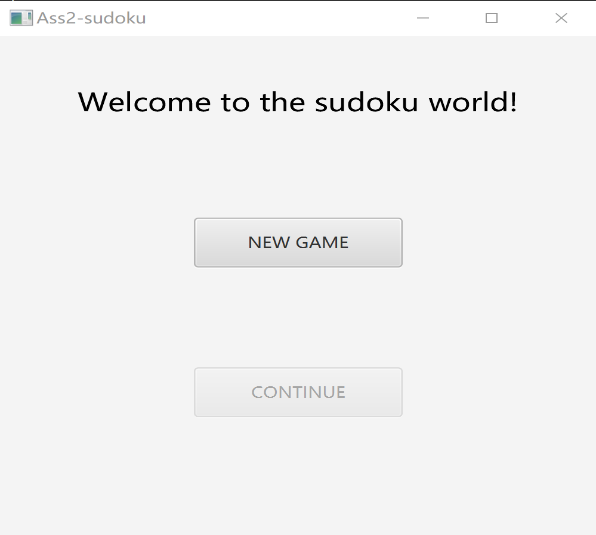 Ass2-sudoku
Welcome to the sudoku world!
NEW GAME
CONTINUE